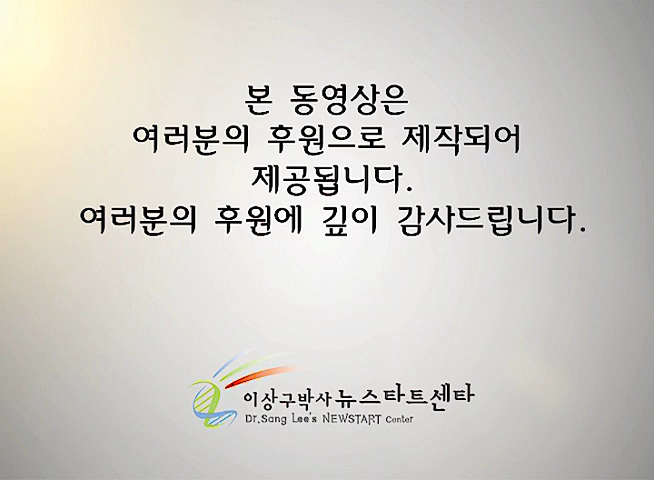 본 동영상은
여러분의 후원으로 제작되어
제공됩니다.
여러분의 후원에 깊이 감사드립니다.
이상구박사 뉴스타트센타
Dr.Sang Lee's NEWSTART Center